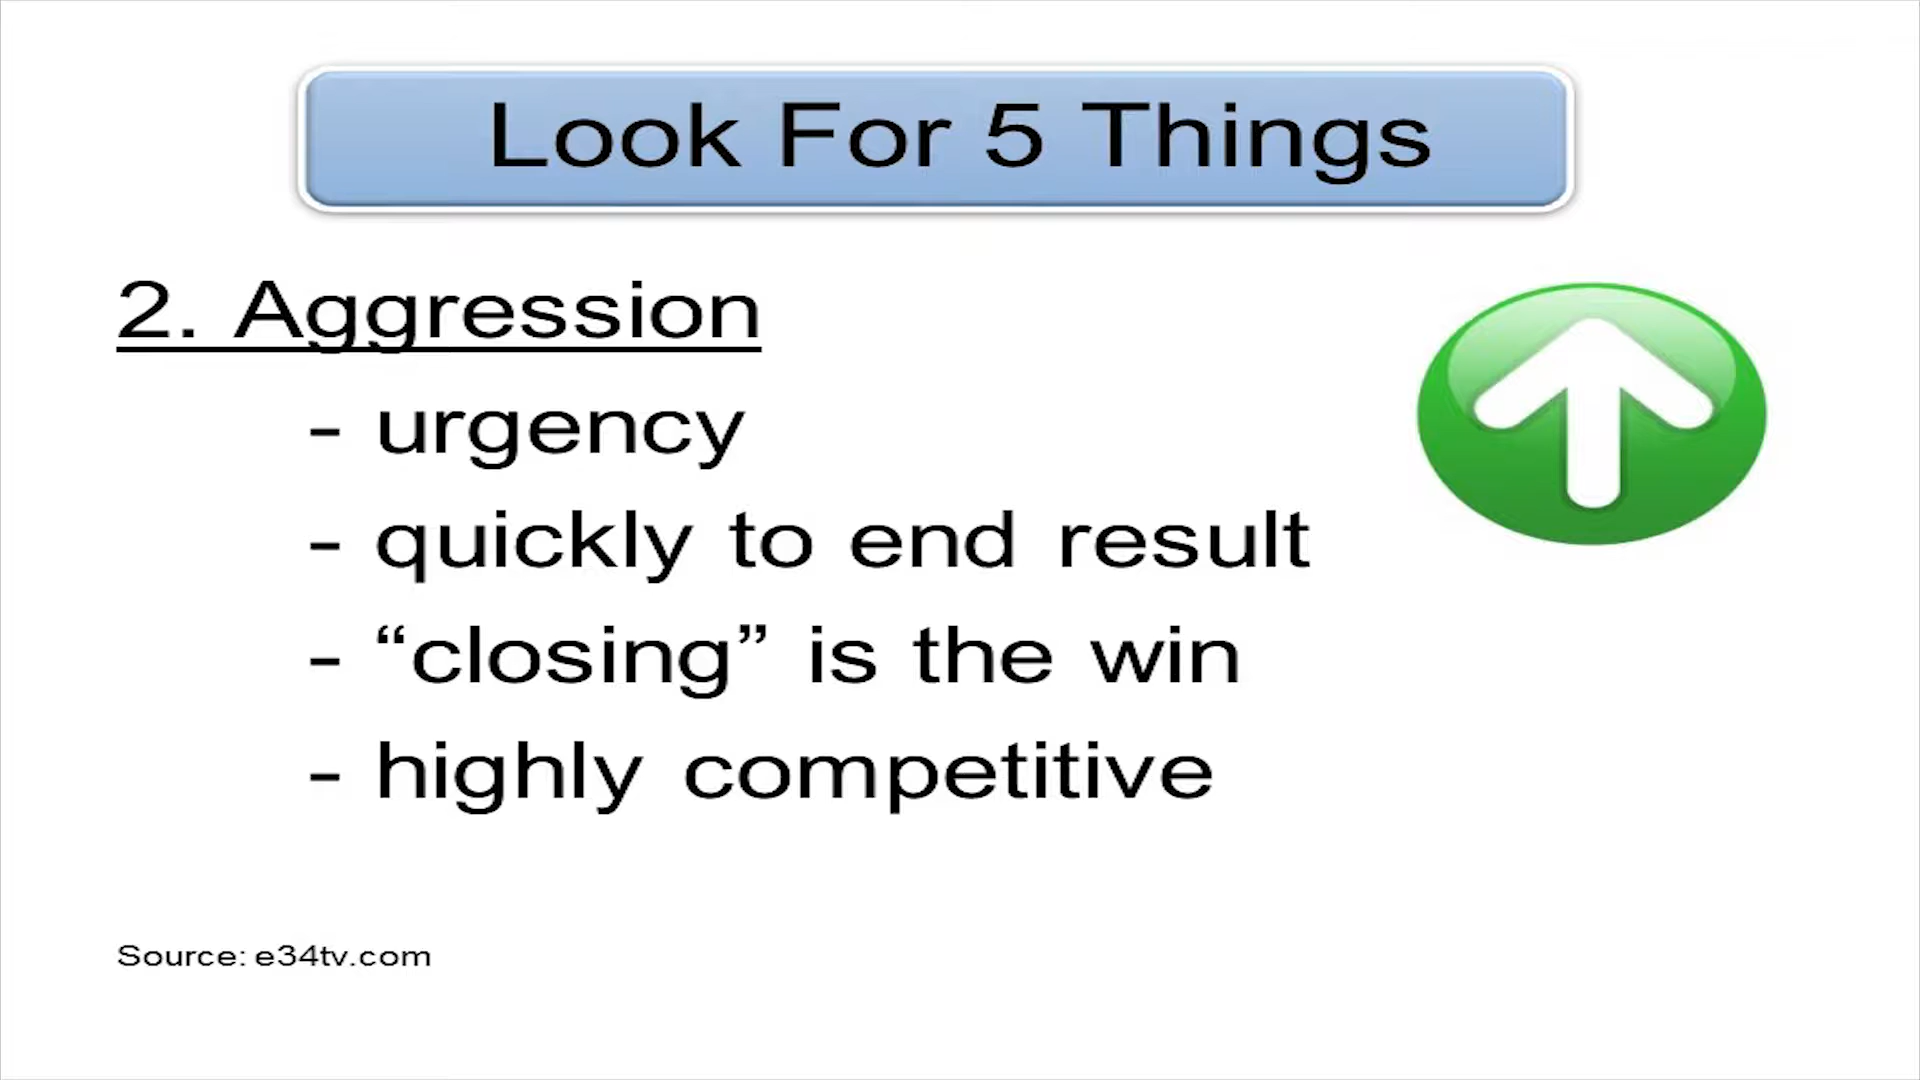 Look For 5 Things
2. Aggression
- urgency
- quickly to end result
- “closing” is the win
- highly competitive
Source: e34tv.com